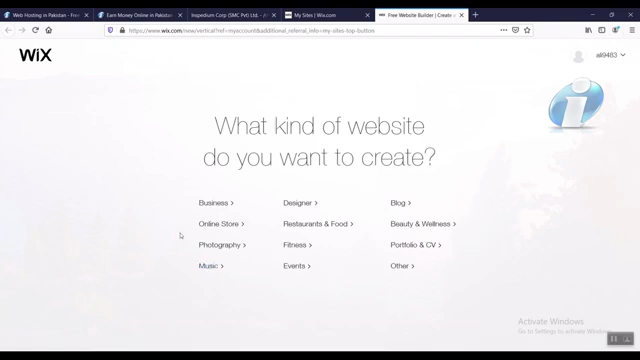 Web Hosting in Pakistan - Free
Earn Money Online in Pakistan
Inspedium Corp (SMC Pvt) Ltd. -
My Sites | Wix.com
Free Website Builder | Create a
https://www.wix.com/new/vertical?ref=myaccount&additional_referral_info=my-sites-top-button
WiX
ali9483
What kind of website
do you want to create?
Business > Designer > Blog >
Online Store > Restaurants & Food > Beauty & Wellness >
Photography > Fitness > Portfolio & CV >
Music > Events > Other >
Activate Windows
Go to Settings to activate Windows.